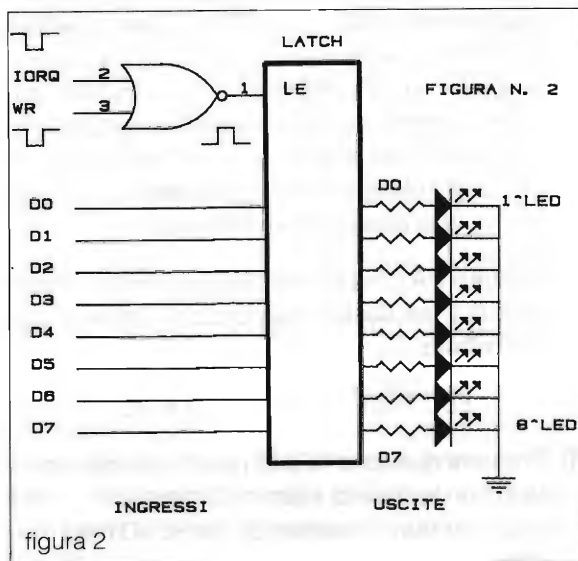 LATCH
IORQ 2
WR 3
1
LE
FIGURA N. 2
D0
D1
D2
D3
D4
D5
D6
D7
D0
1^LED
8^LED
D7
INGRESSI
USCITE
figura 2